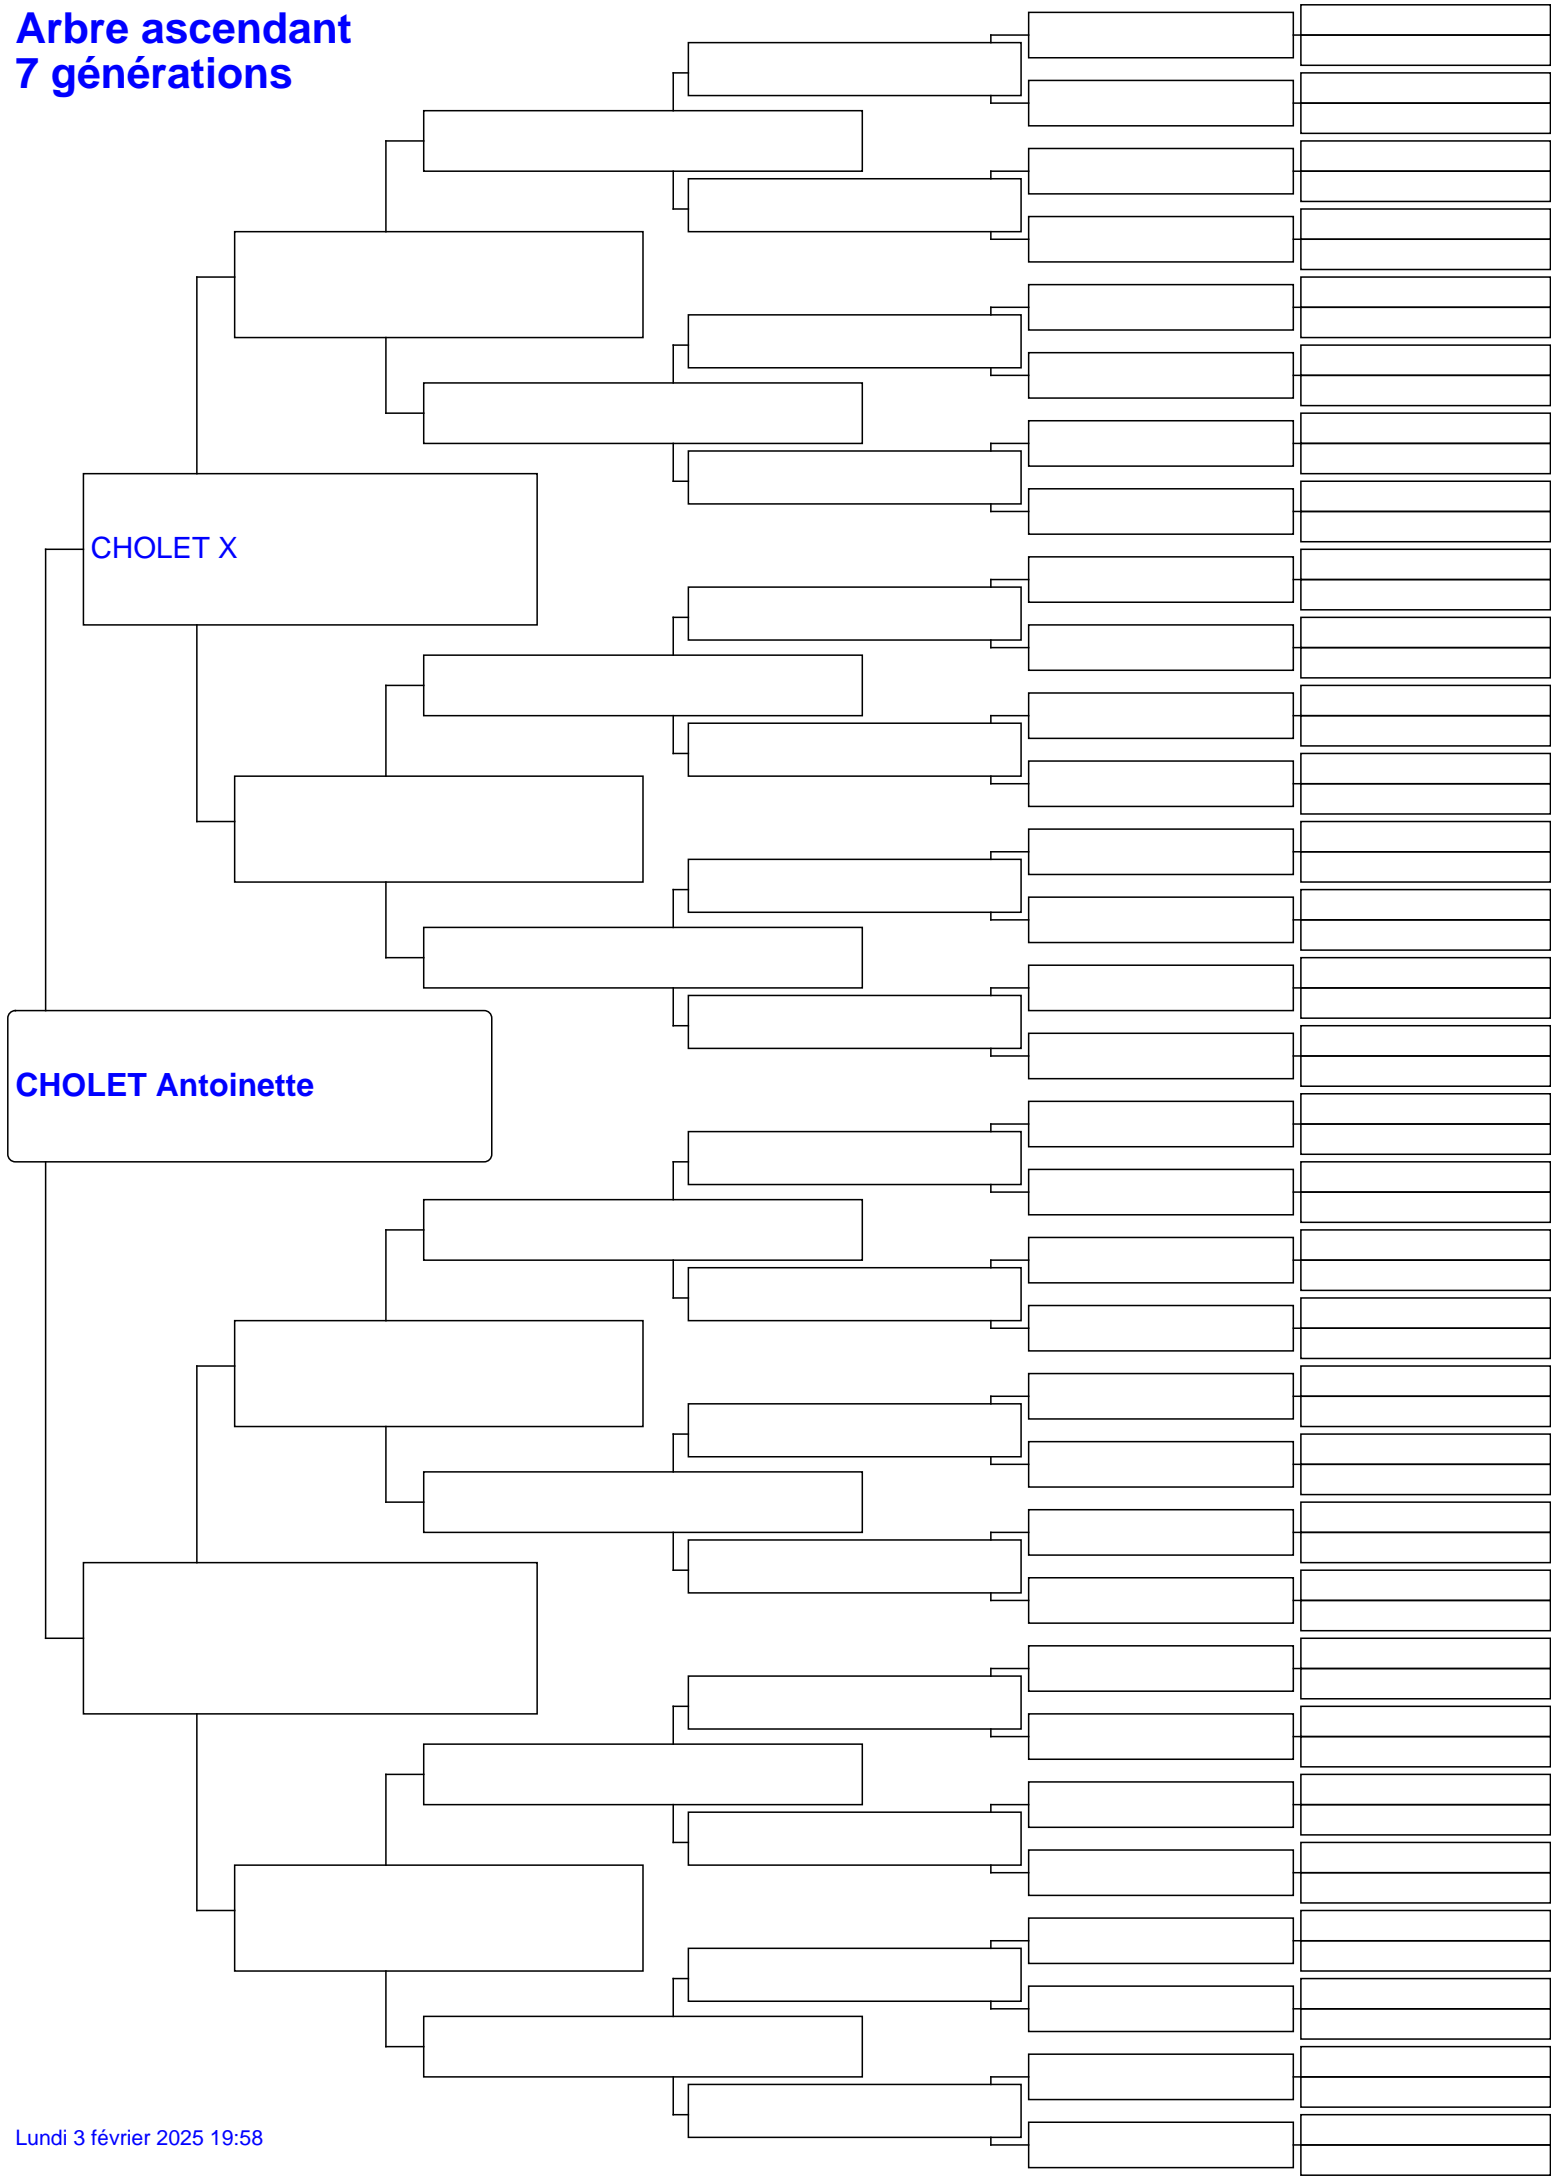 Arbre ascendant
7 générations
CHOLET X
CHOLET Antoinette
Lundi 3 février 2025 19:58